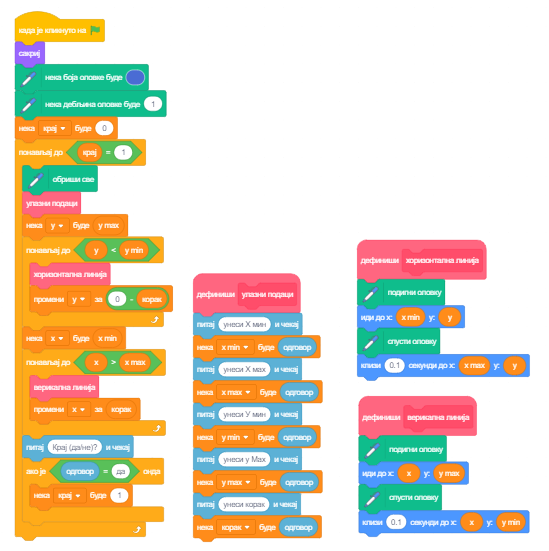 када је кликнуто на
сакриј
нека боја оловке буде
нека дебљина оловке буде 1
нека крај буде 0
понављај до крај = 1
обриши све
улазни подаци
нека y буде y max
понављај до y < y min
хоризонтална линија
промени y за 0 - корак
нека x буде x min
понављај до x > x max
верикална линија
промени x за корак
питај Крај (да/не)? и чекај
ако је одговор = да онда
нека крај буде 1
дефиниши улазни подаци
питај унеси X мин и чекај
нека x min буде одговор
питај унеси X мах и чекај
нека x max буде одговор
питај унеси У мин и чекај
нека y min буде одговор
питај унеси у Мах и чекај
нека y max буде одговор
питај унеси корак и чекај
нека корак буде одговор
дефиниши хоризонтална линија
подигни оловку
иди до x: x min y: y
спусти оловку
клизи 0.1 секунди до x: x max y: y
дефиниши верикална линија
подигни оловку
иди до x: x y: y max
спусти оловку
клизи 0.1 секунди до x: x y: y min